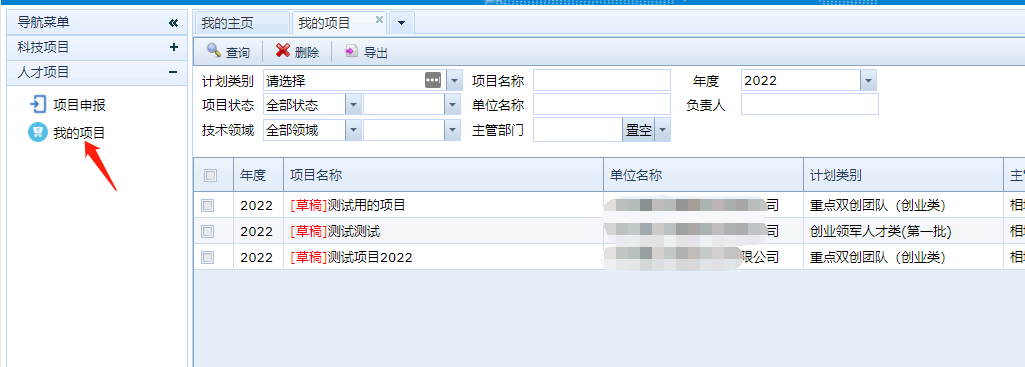 导航菜单
我的主页 我的项目
科技项目
人才项目
项目申报
我的项目
查询 删除 导出
计划类别 请选择 项目名称 年度 2022
项目状态 全部状态 单位名称 负责人
技术领域 全部领域 主管部门 置空
年度 项目名称 单位名称 计划类别 主
2022 [草稿]测试用的项目 司 重点双创团队（创业类） 相
2022 [草稿]测试测试 司 创业领军人才类(第一批) 相
2022 [草稿]测试项目2022 限公司 重点双创团队（创业类） 相